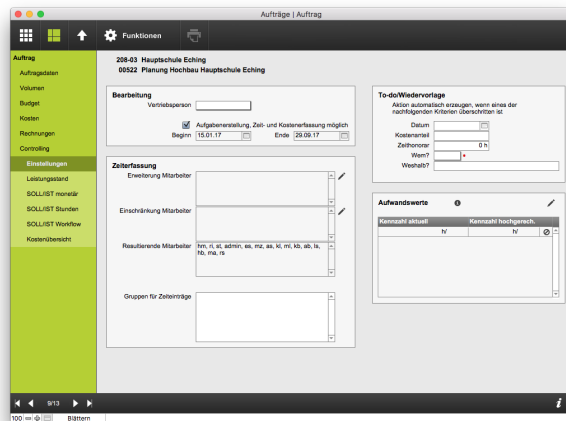 Aufträge | Auftrag
Funktionen
Auftrag
Auftragsdaten
Volumen
Budget
Kosten
Rechnungen
Controlling
Einstellungen
Leistungsstand
SOLL/IST monetär
SOLL/IST Stunden
SOLL/IST Workflow
Kostenübersicht
208-03 Hauptschule Eching
00522 Planung Hochbau Hauptschule Eching
Bearbeitung
Vertriebsperson
Aufgabenerstellung, Zeit- und Kostenerfassung möglich
Beginn 15.01.17 Ende 29.09.17
Zeiterfassung
Erweiterung Mitarbeiter
Einschränkung Mitarbeiter
Resultierende Mitarbeiter hm, ri, st, admin, es, mz, as, kl, ml, kb, ab, ls,
hb, ma, rs
Gruppen für Zeiteinträge
To-do/Wiedervorlage
Aktion automatisch erzeugen, wenn eines der
nachfolgenden Kriterien überschritten ist
Datum
Kostenanteil
Zeithonorar 0 h
Wem?
Weshalb?
Aufwandswerte
Kennzahl aktuell Kennzahl hochgerech.
h/ h/
9/13
100 Blättern